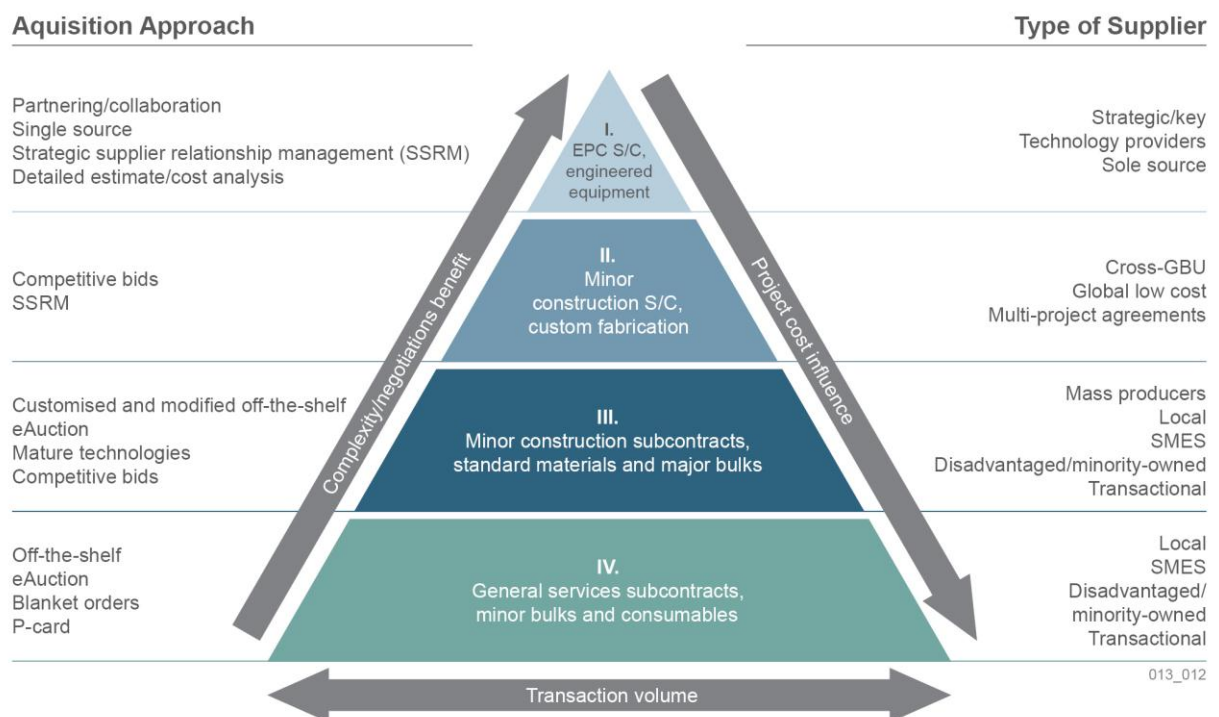 Aquisition Approach
Type of Supplier
Partnering/collaboration
Single source
Strategic supplier relationship management (SSRM)
Detailed estimate/cost analysis
I.
EPC S/C,
engineered
equipment
Strategic/key
Technology providers
Sole source
Complexity/negotiations benefit
Project cost influence
Competitive bids
SSRM
II.
Minor
construction S/C,
custom fabrication
Cross-GBU
Global low cost
Multi-project agreements
Customised and modified off-the-shelf
eAuction
Mature technologies
Competitive bids
III.
Minor construction subcontracts,
standard materials and major bulks
Mass producers
Local
SMES
Disadvantaged/minority-owned
Transactional
Off-the-shelf
eAuction
Blanket orders
P-card
IV.
General services subcontracts,
minor bulks and consumables
Local
SMES
Disadvantaged/
minority-owned
Transactional
Transaction volume
013_012